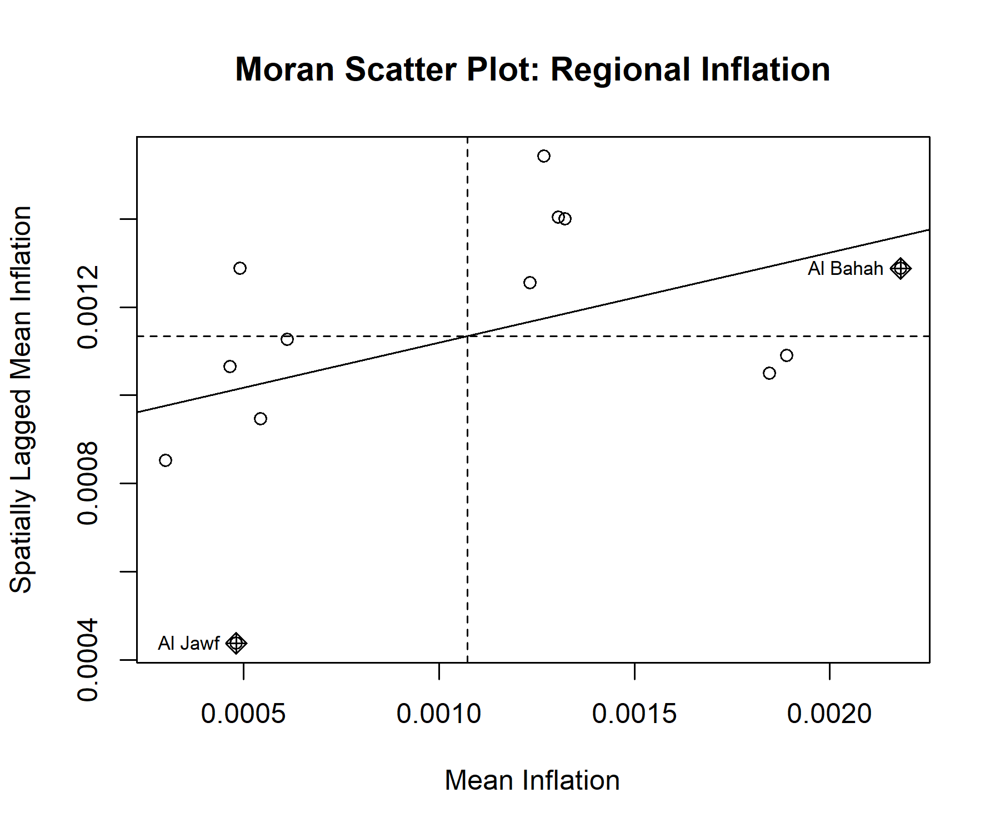 Moran Scatter Plot: Regional Inflation
Spatially Lagged Mean Inflation
0.0012
0.0008
0.0004
Al Bahah
Al Jawf
0.0005
0.0010
0.0015
0.0020
Mean Inflation